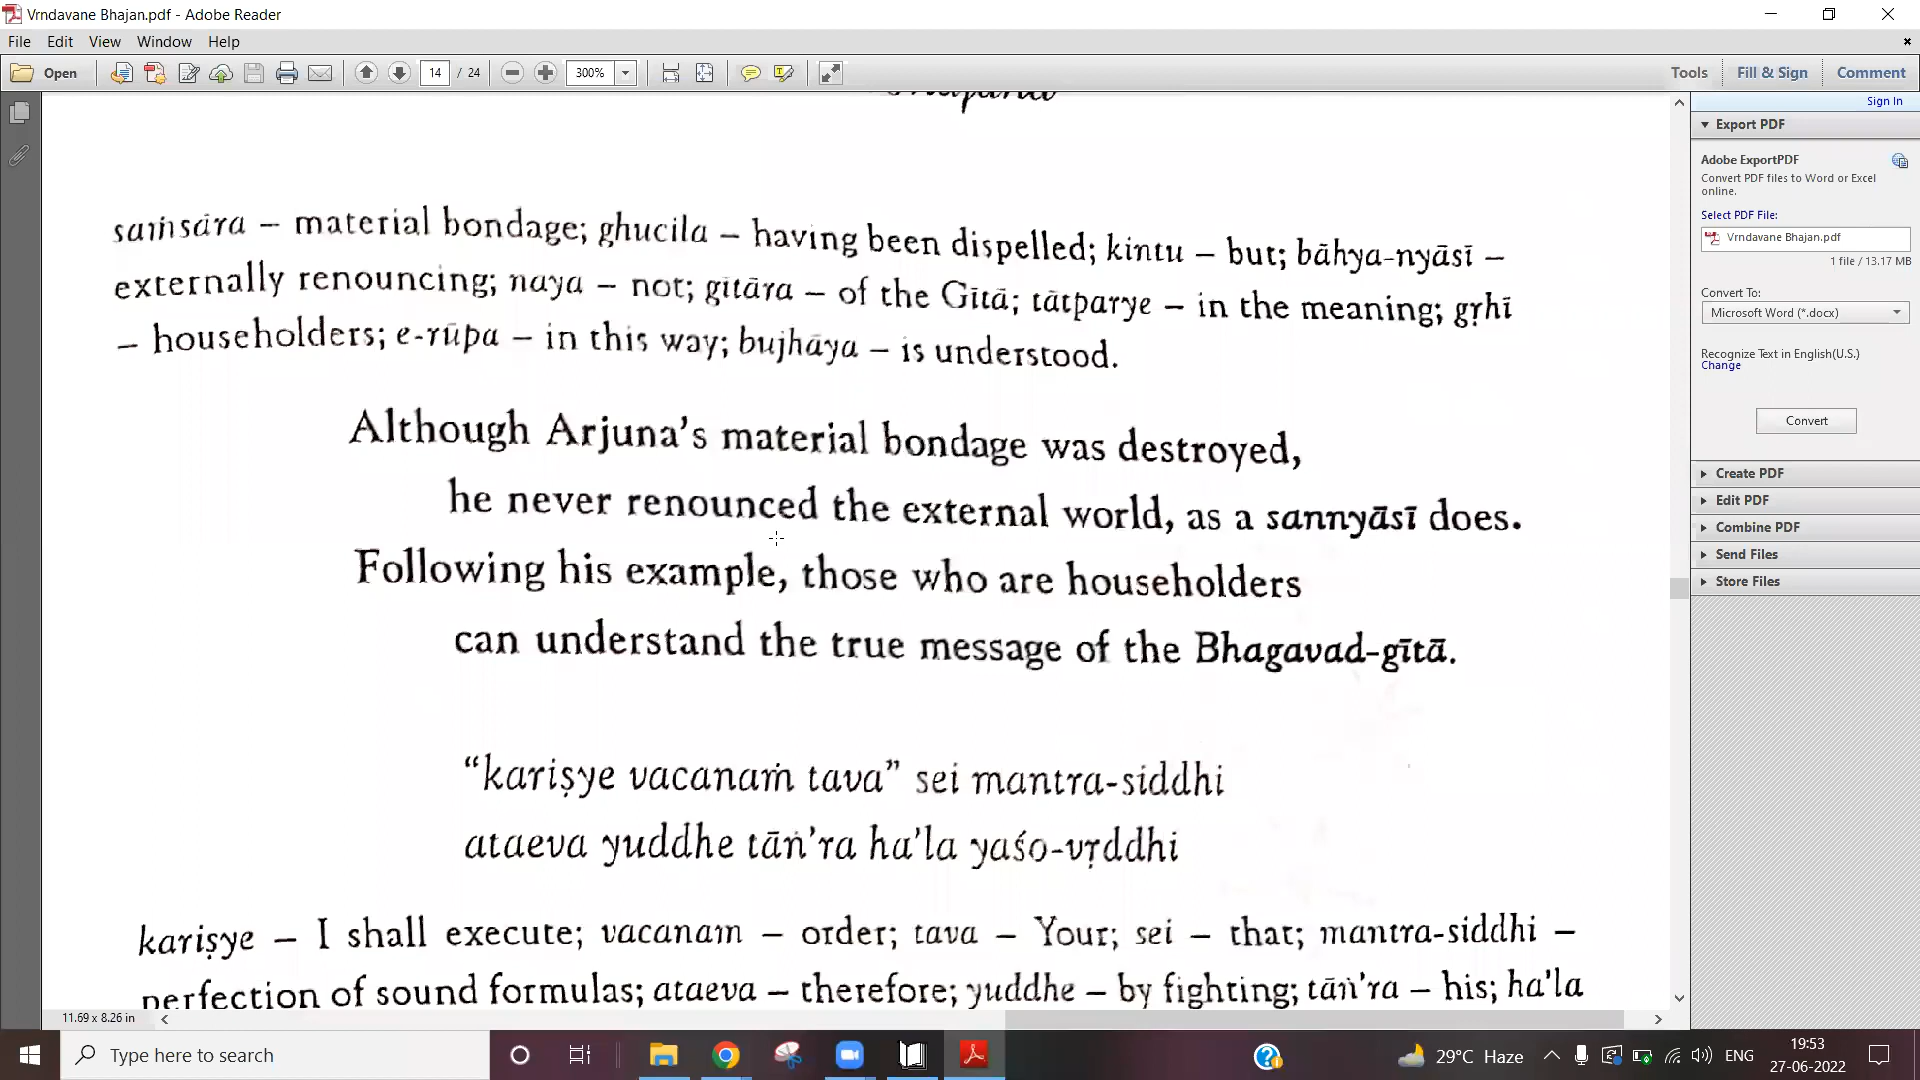 Vrndavane Bhajan.pdf - Adobe Reader
File Edit View Window Help
Open 14 / 24 300% Tools Fill & Sign Comment
Sign In
saṁsāra – material bondage; ghucila – having been dispelled; kintu – but; bāhya-nyāsī –
externally renouncing; naya – not; gītāra – of the Gītā; tātparye – in the meaning; gṛhī
– householders; e-rūpa – in this way; bujhāya – is understood.
Although Arjuna's material bondage was destroyed,
he never renounced the external world, as a sannyāsī does.
Following his example, those who are householders
can understand the true message of the Bhagavad-gītā.
“kariṣye vacanaṁ tava” sei mantra-siddhi
ataeva yuddhe tāṅ'ra ha'la yaśo-vṛddhi
kariṣye – I shall execute; vacanam – order; tava – Your; sei – that; mantra-siddhi –
perfection of sound formulas; ataeva – therefore; yuddhe – by fighting; tāṅ'ra – his; ha'la
Export PDF
Adobe ExportPDF
Convert PDF files to Word or Excel
online.
Select PDF File:
Vrndavane Bhajan.pdf
1 file / 13.17 MB
Convert To:
Microsoft Word (*.docx)
Recognize Text in English(U.S.)
Change
Convert
Create PDF
Edit PDF
Combine PDF
Send Files
Store Files
11.69 x 8.26 in
Type here to search
29°C Haze
ENG
19:53
27-06-2022